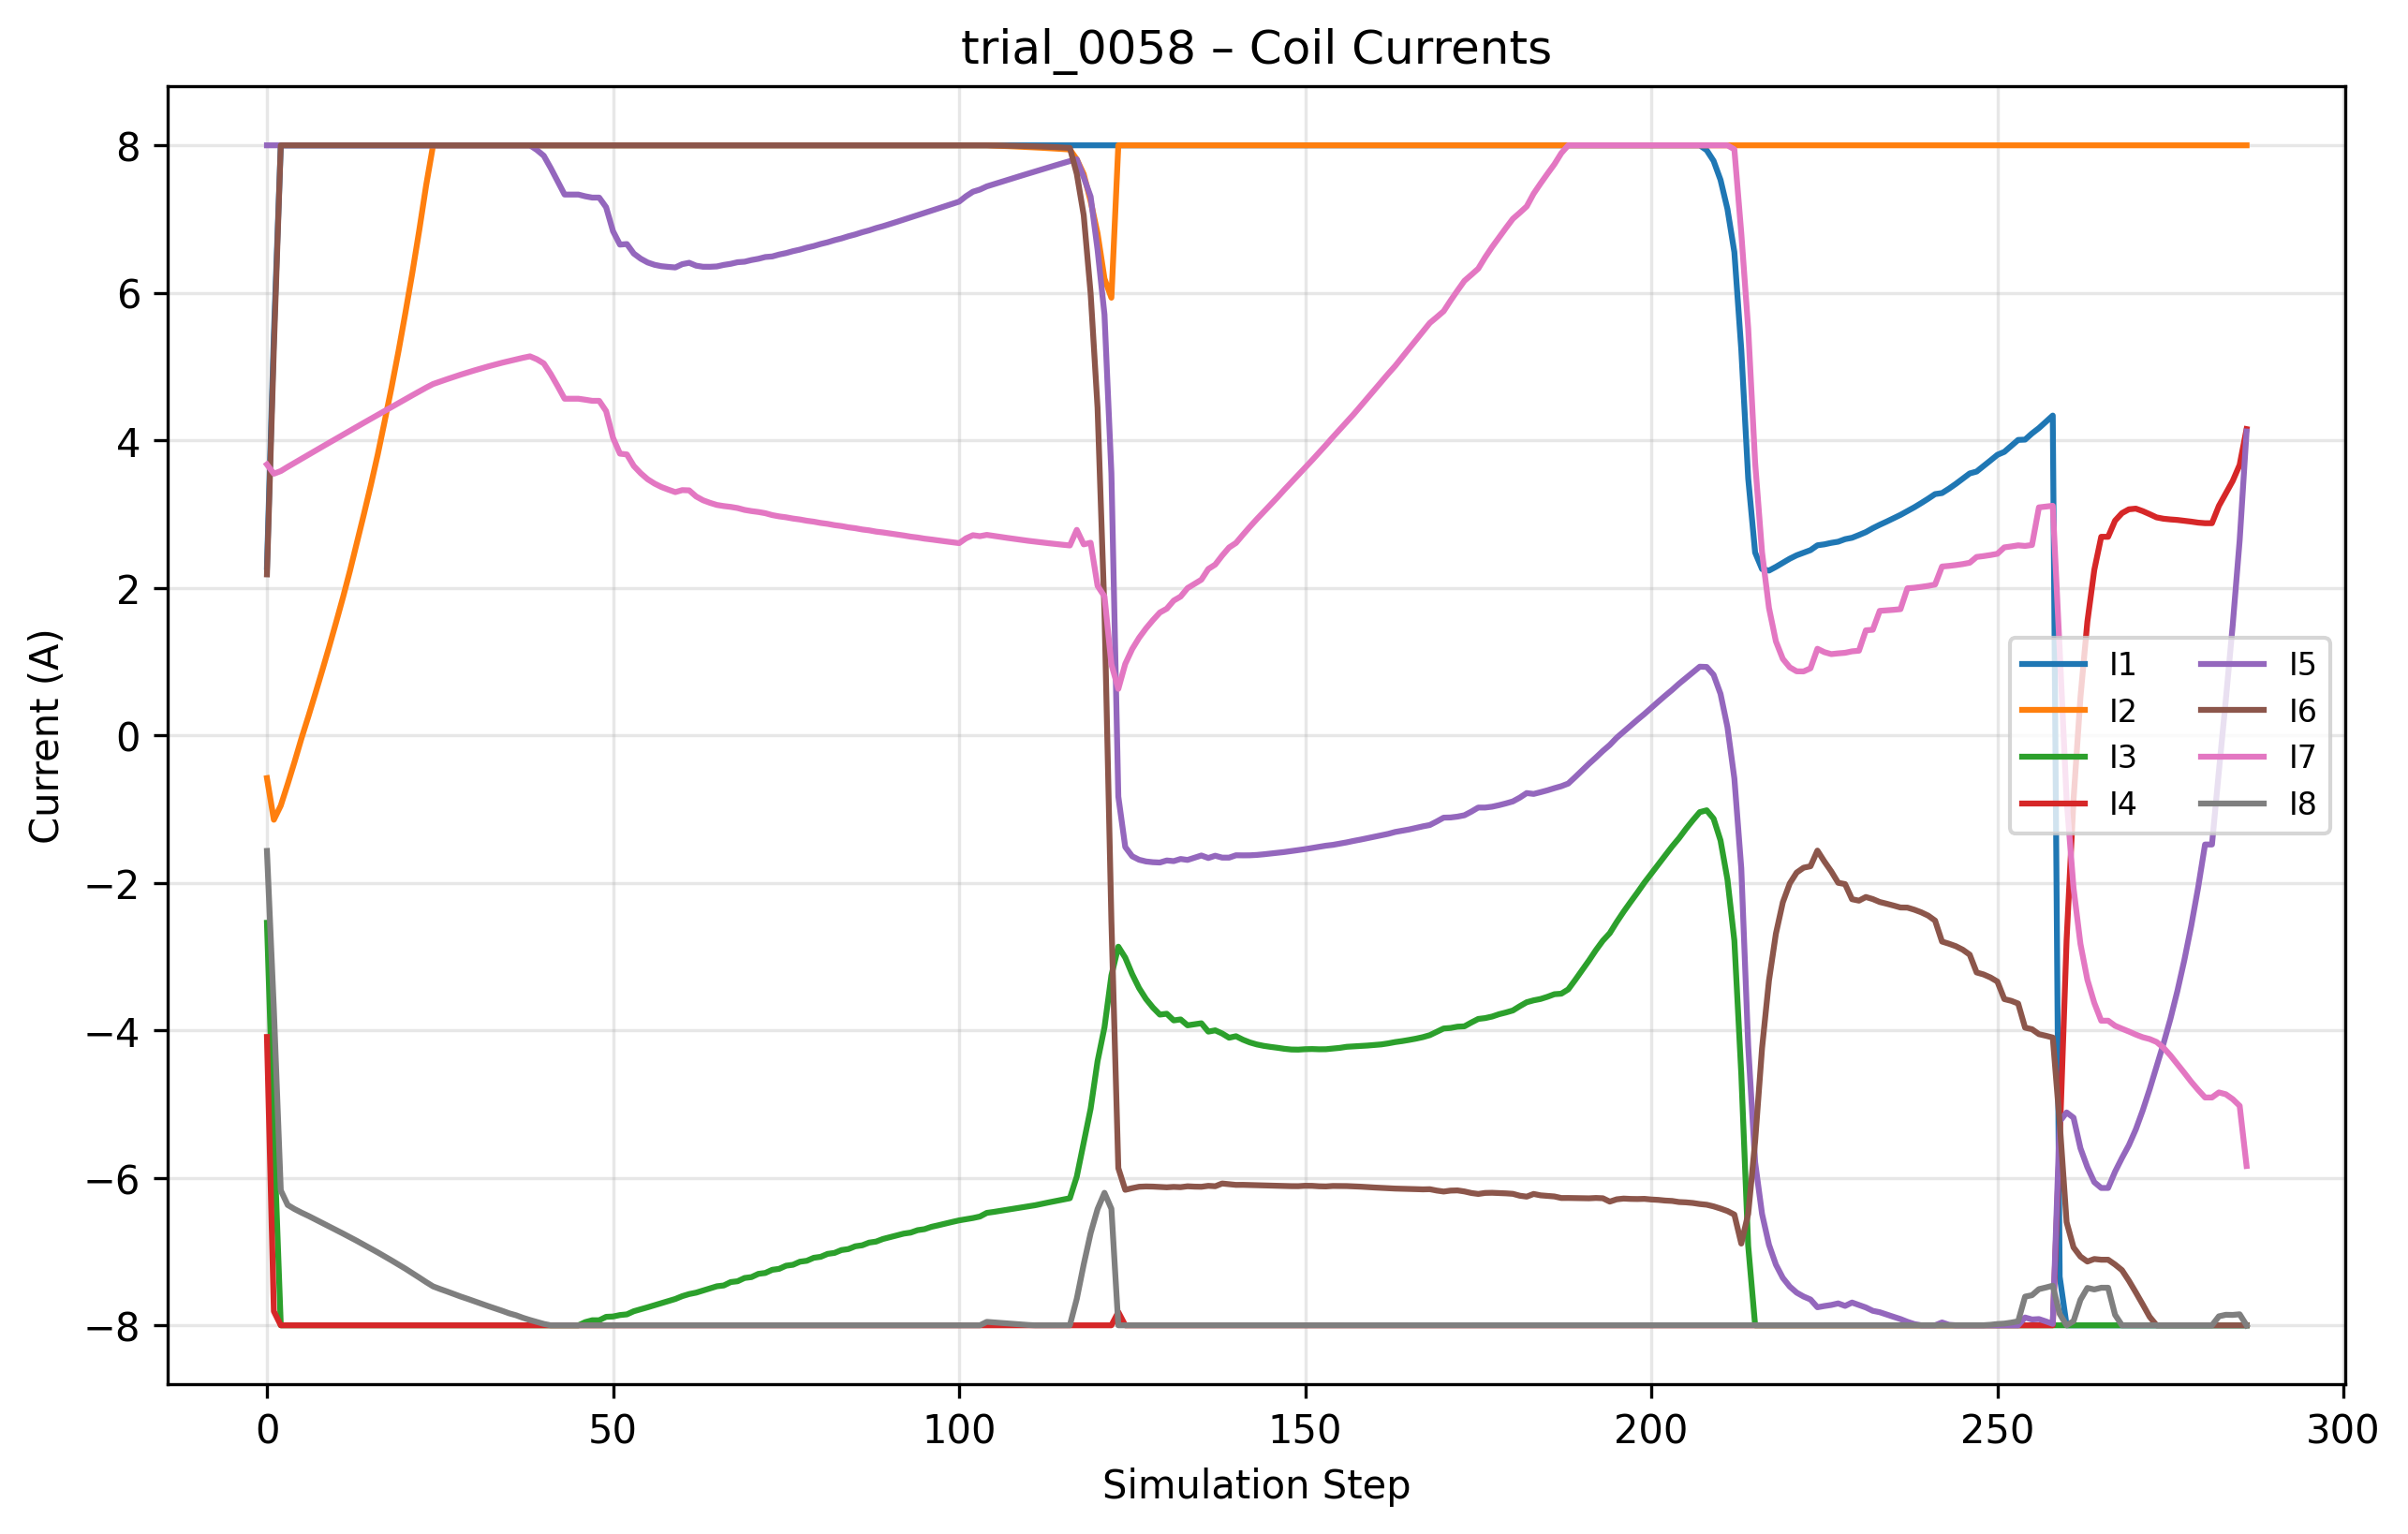 trial_0058 – Coil Currents
Current (A)
8
6
4
2
0
−2
−4
−6
−8
I1 I5
I2 I6
I3 I7
I4 I8
0 50 100 150 200 250 300
Simulation Step